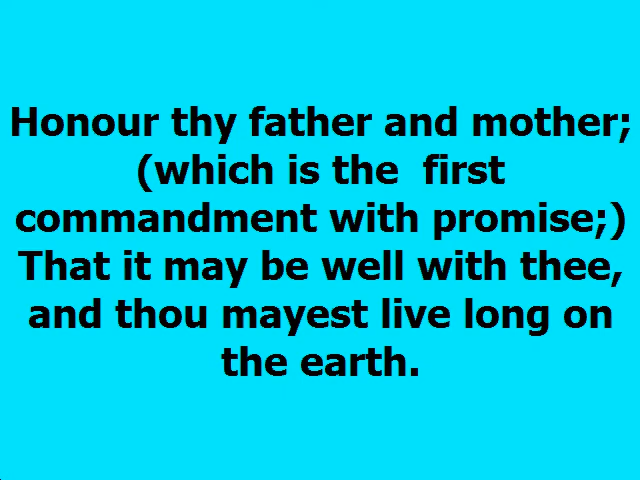 Honour thy father and mother;
(which is the  first
commandment with promise;)
That it may be well with thee,
and thou mayest live long on
the earth.